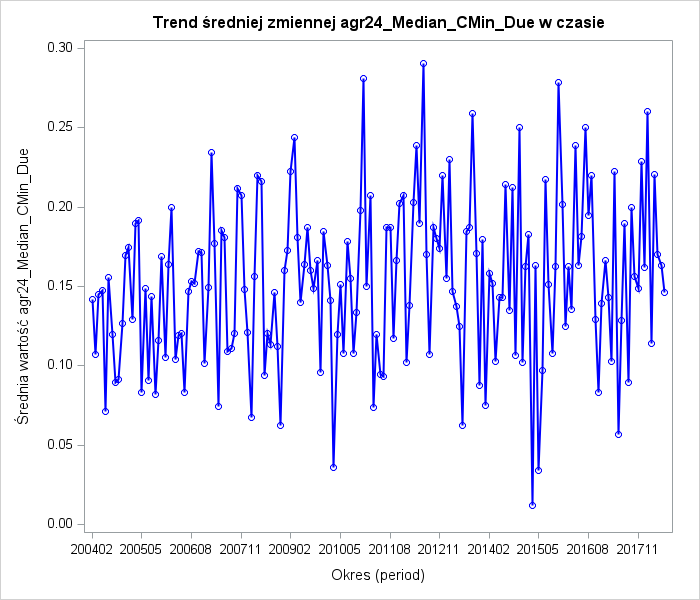 Trend średniej zmiennej agr24_Median_CMin_Due w czasie
Średnia wartość agr24_Median_CMin_Due
0.30
0.25
0.20
0.15
0.10
0.05
0.00
200402 200505 200608 200711 200902 201005 201108 201211 201402 201505 201608 201711
Okres (period)